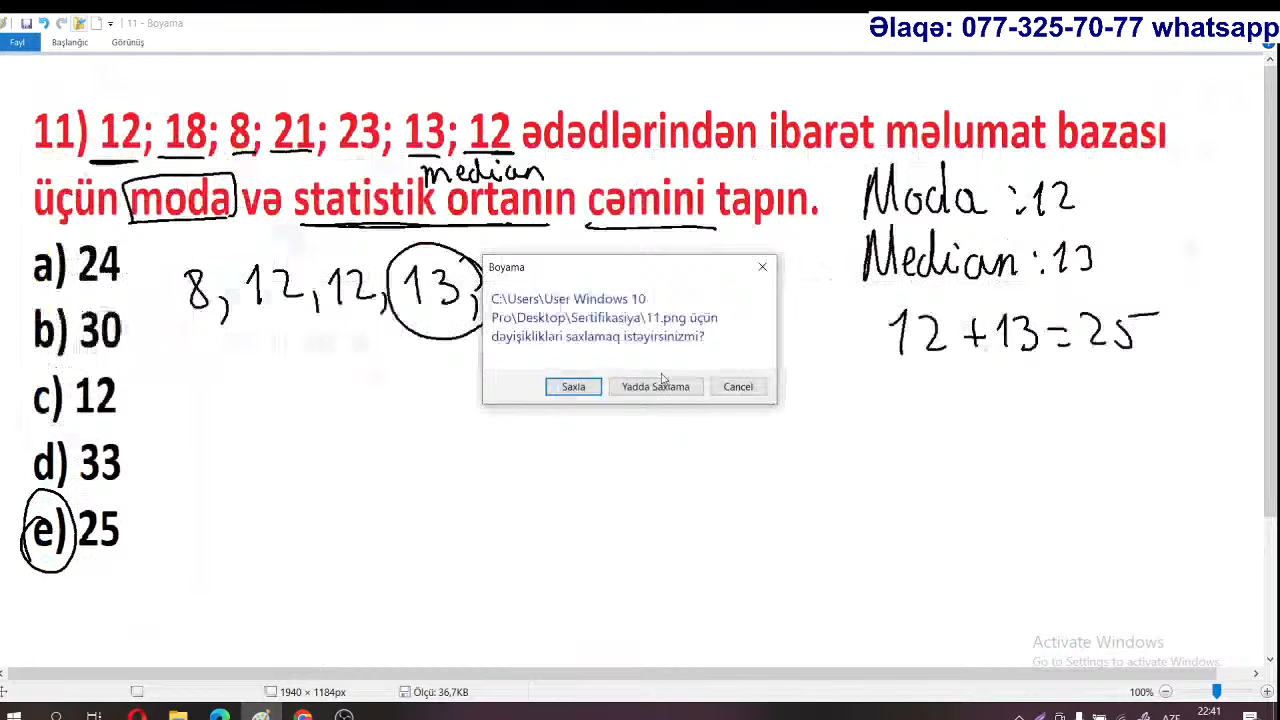 11 - Boyama
Əlaqə: 077-325-70-77 whatsapp
Fayl Başlanğıc Görünüş
11) 12; 18; 8; 21; 23; 13; 12 ədədlərindən ibarət məlumat bazası
median
üçün moda və statistik ortanın cəmini tapın.
Moda : 12
a) 24
8, 12, 12, 13,
Median : 13
b) 30
12 + 13 = 25
c) 12
d) 33
e) 25
Boyama
C:\Users\User Windows 10
Pro\Desktop\Sertifikasiya\11.png üçün
dəyişiklikləri saxlamaq istəyirsinizmi?
Saxla Yadda Saxlama Cancel
Activate Windows
Go to Settings to activate Windows.
1940 × 1184px Ölçü: 36,7KB 100%
AZE 22:41